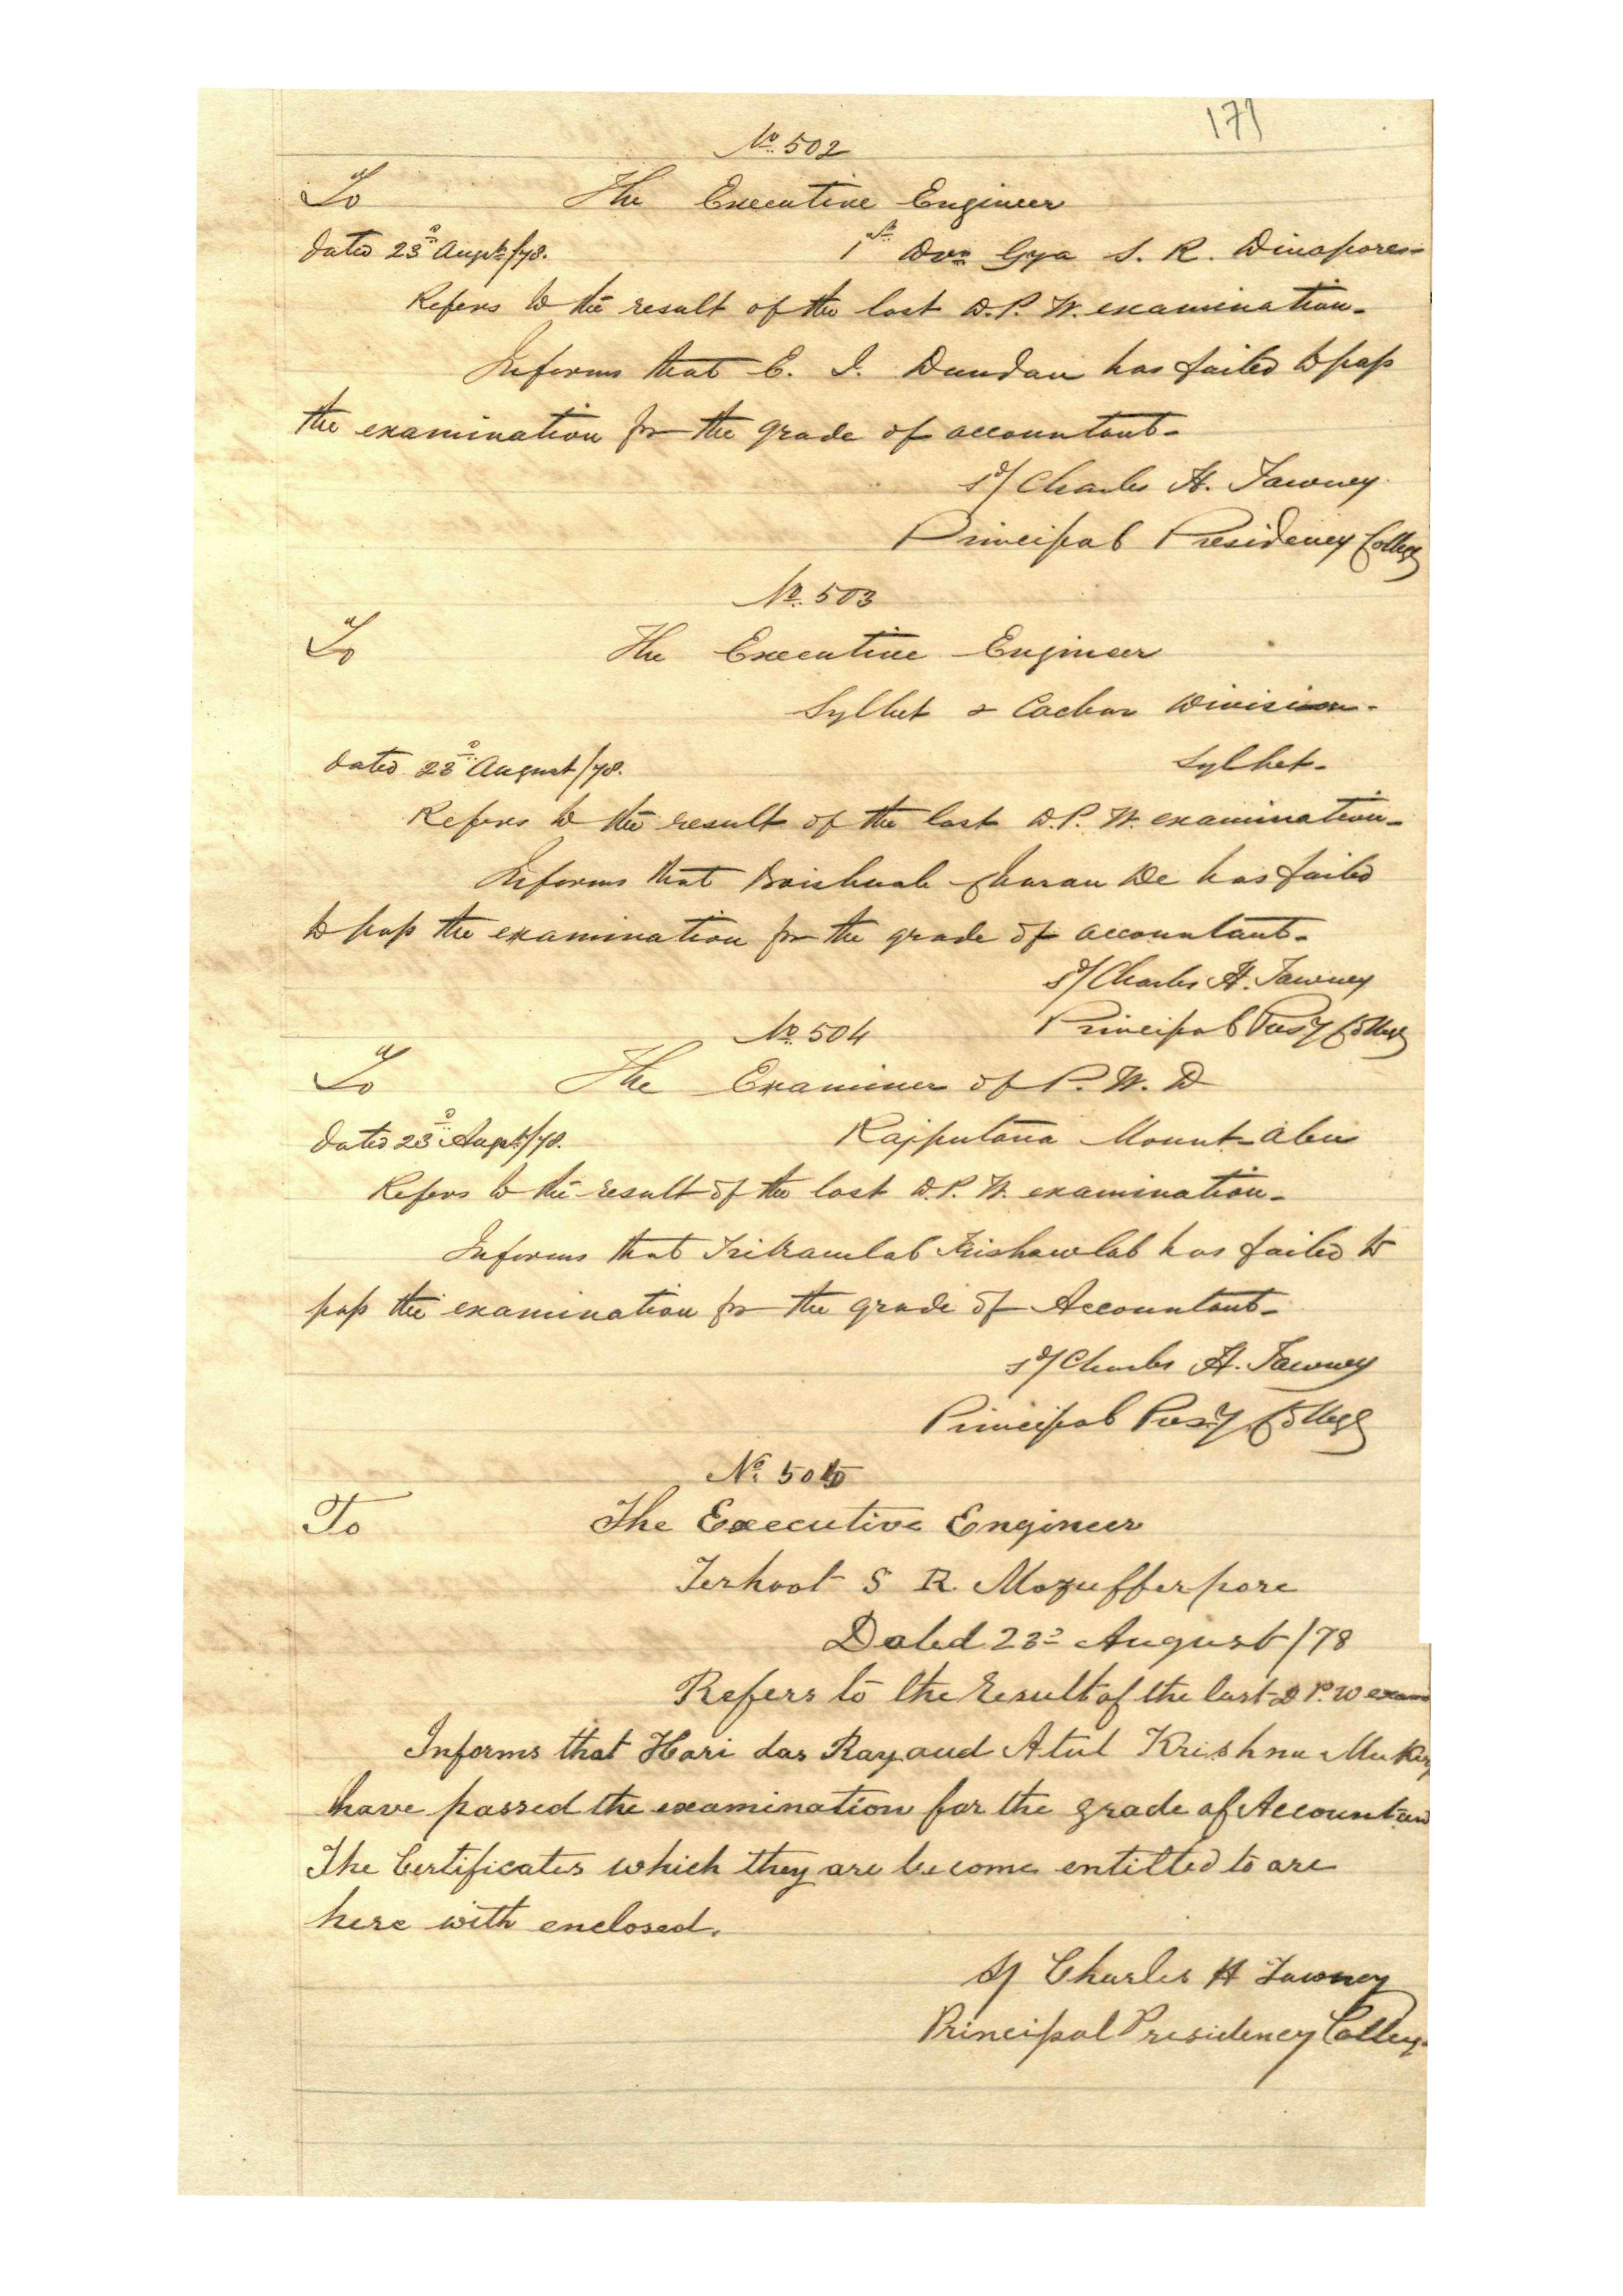 171
No. 502
To The Executive Engineer
Dated 23d Augst/78. 1st Dvn Gya S. R. Dinapore
Refers to the result of the last D. P. W. examination.
Informs that C. I. Dundan has failed to pass
the examination for the grade of accountant.
Sd/ Charles H. Tawney.
Principal Presidency College
No. 503
To The Executive Engineer
Sylhet & Cachar Division.
Dated 23d August/78. Sylhet.
Refers to the result of the last D. P. W. examination.
Informs that Boishnab Charan De has failed
to pass the examination for the grade of accountant.
Sd/ Charles H. Tawney
No. 504 Principal Presy College
To The Examiner of P. W. D
Dated 23d Augst/78. Rajputana Mount Abu
Refers to the result of the last D. P. W. examination.
Informs that Trikamlal has failed to
pass the examination for the grade of Accountant.
Sd/ Charles H. Tawney
Principal Presy College
No. 505
To The Executive Engineer
Terhoot S R. Mozufferpore
Dated 23d August/78
Refers to the result of the last D P. W exam
Informs that Hari das Ray and Atul Krishna Muker
have passed the examination for the grade of Accountan
The Certificates which they are become entitled to are
here with enclosed.
Sd/ Charles H Tawney
Principal Presidency College